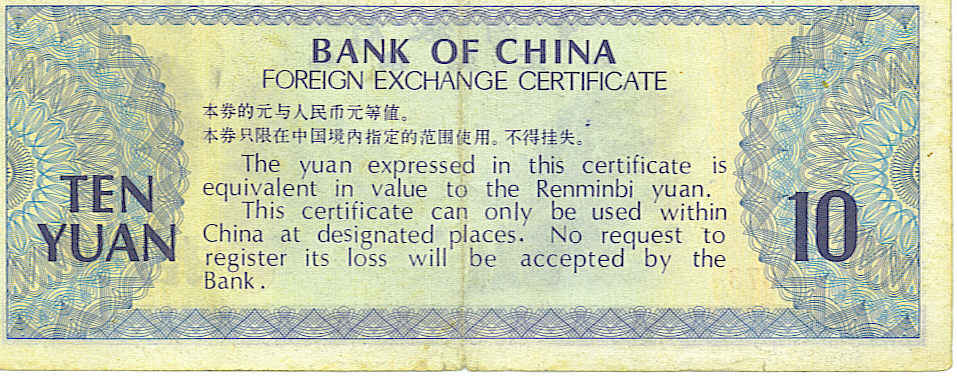 BANK OF CHINA
FOREIGN EXCHANGE CERTIFICATE
本券的元与人民币元等值。
本券只限在中国境内指定的范围使用。不得挂失。
The yuan expressed in this certificate is
equivalent in value to the Renminbi yuan.
This certificate can only be used within
China at designated places. No request to
register its loss will be accepted by the
Bank.
TEN
YUAN
10